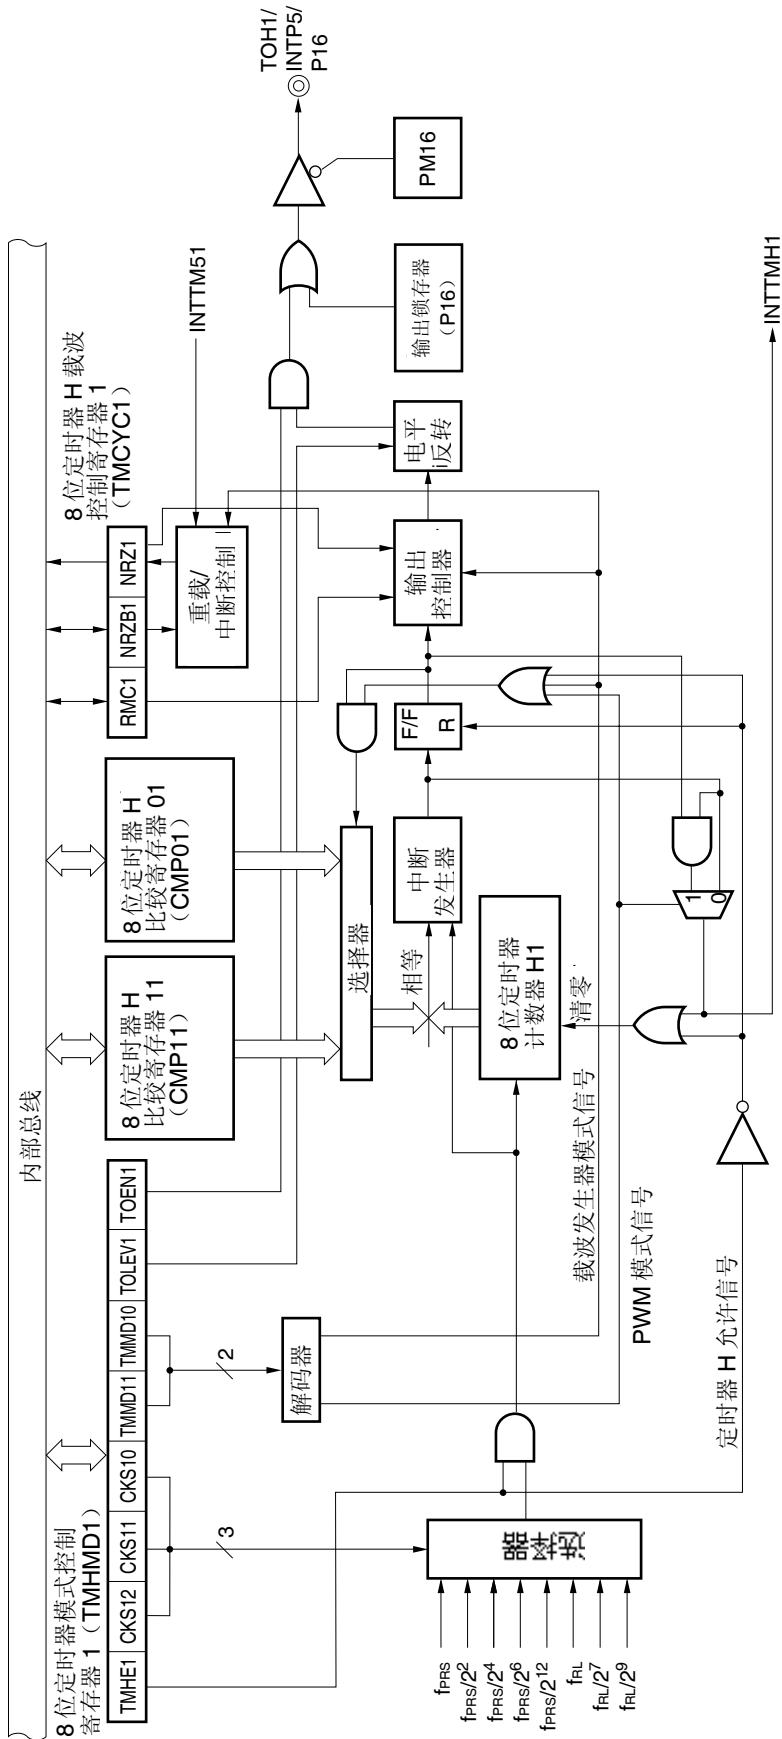 内部总线
8 位定时器模式控制
寄存器 1（TMHMD1）
TMHE1
CKS12
CKS11
CKS10
TMMD11
TMMD10
TOLEV1
TOEN1
8 位定时器 H
比较寄存器 11
(CMP11)
8 位定时器 H
比较寄存器 01
(CMP01)
8 位定时器 H 载波
控制寄存器 1
（TMCYC1）
RMC1
NRZB1
NRZ1
重载/
中断控制
INTTM51
TOH1/
INTP5/
P16
3
2
解码器
选择器
相等
中断
发生器
F/F
R
输出
控制器
电平
i反转
输出锁存器
（P16）
PM16
fPRS
fPRS/2²
fPRS/2⁴
fPRS/2⁶
fPRS/2¹²
fRL
fRL/2⁷
fRL/2⁹
选择器
8 位定时器
计数器 H1
清零
1
0
载波发生器模式信号
PWM 模式信号
定时器 H 允许信号
INTTMH1